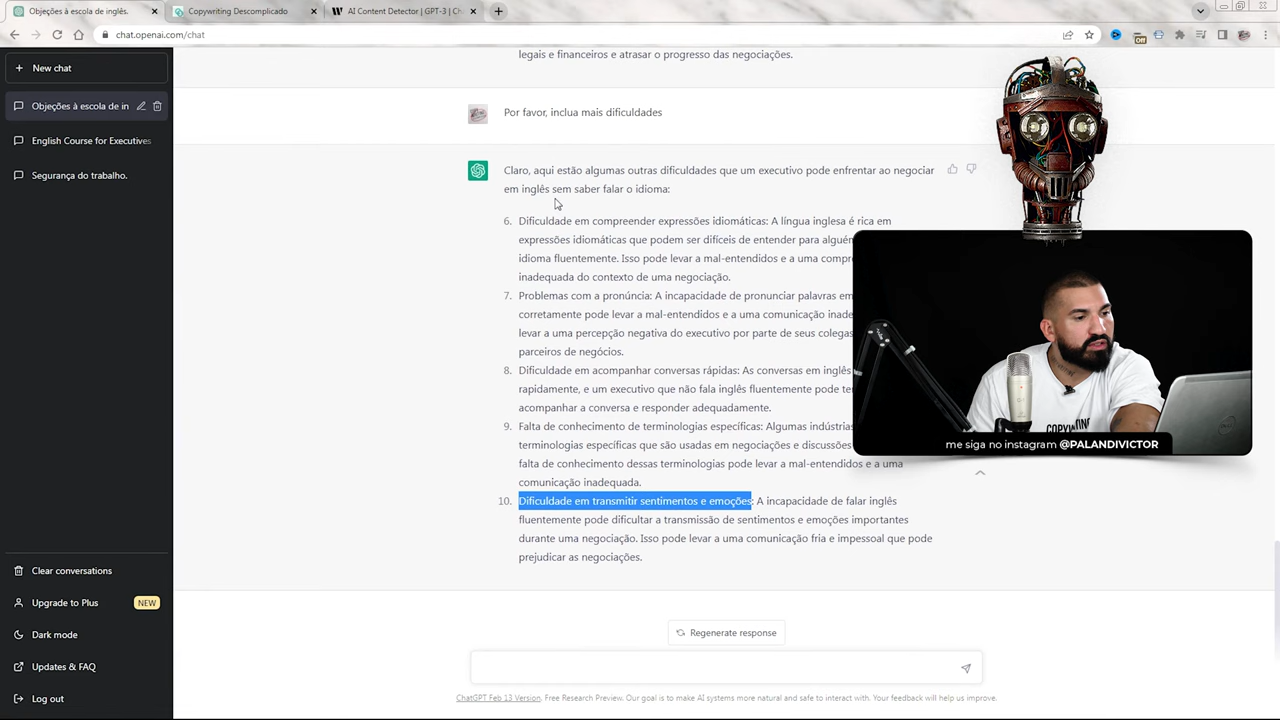 Objeções à escola de inglês.
Copywriting Descomplicado
AI Content Detector | GPT-3 | Ch
chat.openai.com/chat
Off
New chat
Objeções à escola de in
English Course for Executives
Segurança do trabalho.
Clear conversations
Upgrade to Plus NEW
Dark mode
Updates & FAQ
Log out
legais e financeiros e atrasar o progresso das negociações.
Por favor, inclua mais dificuldades
Claro, aqui estão algumas outras dificuldades que um executivo pode enfrentar ao negociar
em inglês sem saber falar o idioma:
6. Dificuldade em compreender expressões idiomáticas: A língua inglesa é rica em
expressões idiomáticas que podem ser difíceis de entender para alguém
idioma fluentemente. Isso pode levar a mal-entendidos e a uma compre
inadequada do contexto de uma negociação.
7. Problemas com a pronúncia: A incapacidade de pronunciar palavras em
corretamente pode levar a mal-entendidos e a uma comunicação inade
levar a uma percepção negativa do executivo por parte de seus colegas
parceiros de negócios.
8. Dificuldade em acompanhar conversas rápidas: As conversas em inglês
rapidamente, e um executivo que não fala inglês fluentemente pode ter
acompanhar a conversa e responder adequadamente.
9. Falta de conhecimento de terminologias específicas: Algumas indústrias
terminologias específicas que são usadas em negociações e discussões
falta de conhecimento dessas terminologias pode levar a mal-entendidos e a uma
comunicação inadequada.
10. Dificuldade em transmitir sentimentos e emoções: A incapacidade de falar inglês
fluentemente pode dificultar a transmissão de sentimentos e emoções importantes
durante uma negociação. Isso pode levar a uma comunicação fria e impessoal que pode
prejudicar as negociações.
COPYWR
me siga no instagram @PALANDIVICTOR
Regenerate response
ChatGPT Feb 13 Version. Free Research Preview. Our goal is to make AI systems more natural and safe to interact with. Your feedback will help us improve.